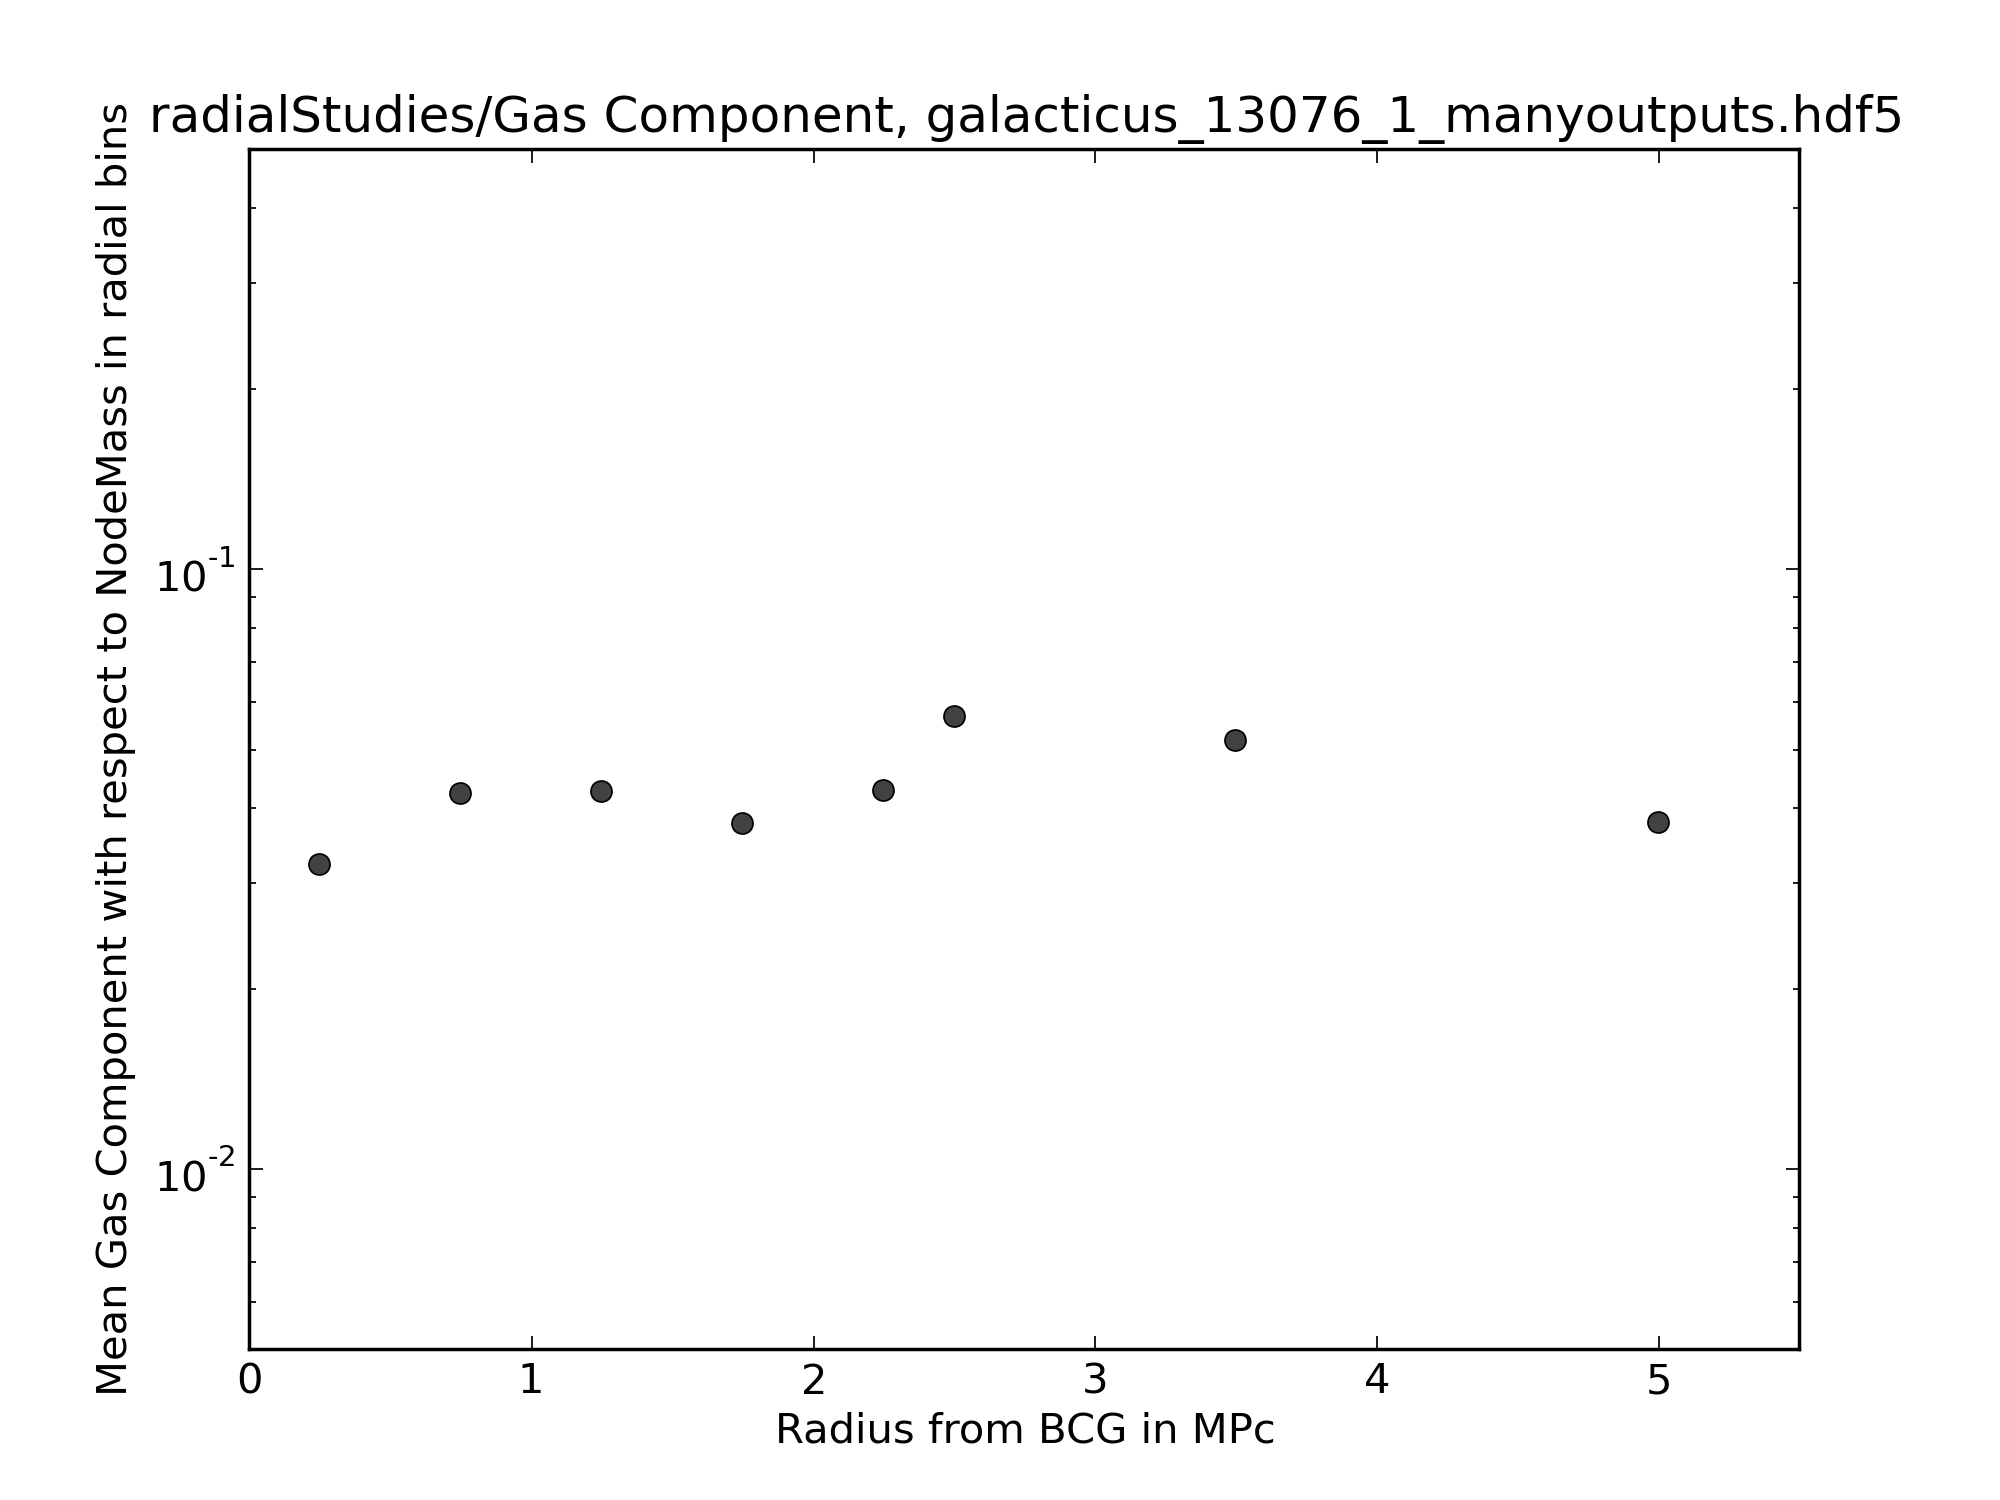 radialStudies/Gas Component, galacticus_13076_1_manyoutputs.hdf5
Mean Gas Component with respect to NodeMass in radial bins
10^-1
10^-2
0 1 2 3 4 5
Radius from BCG in MPc